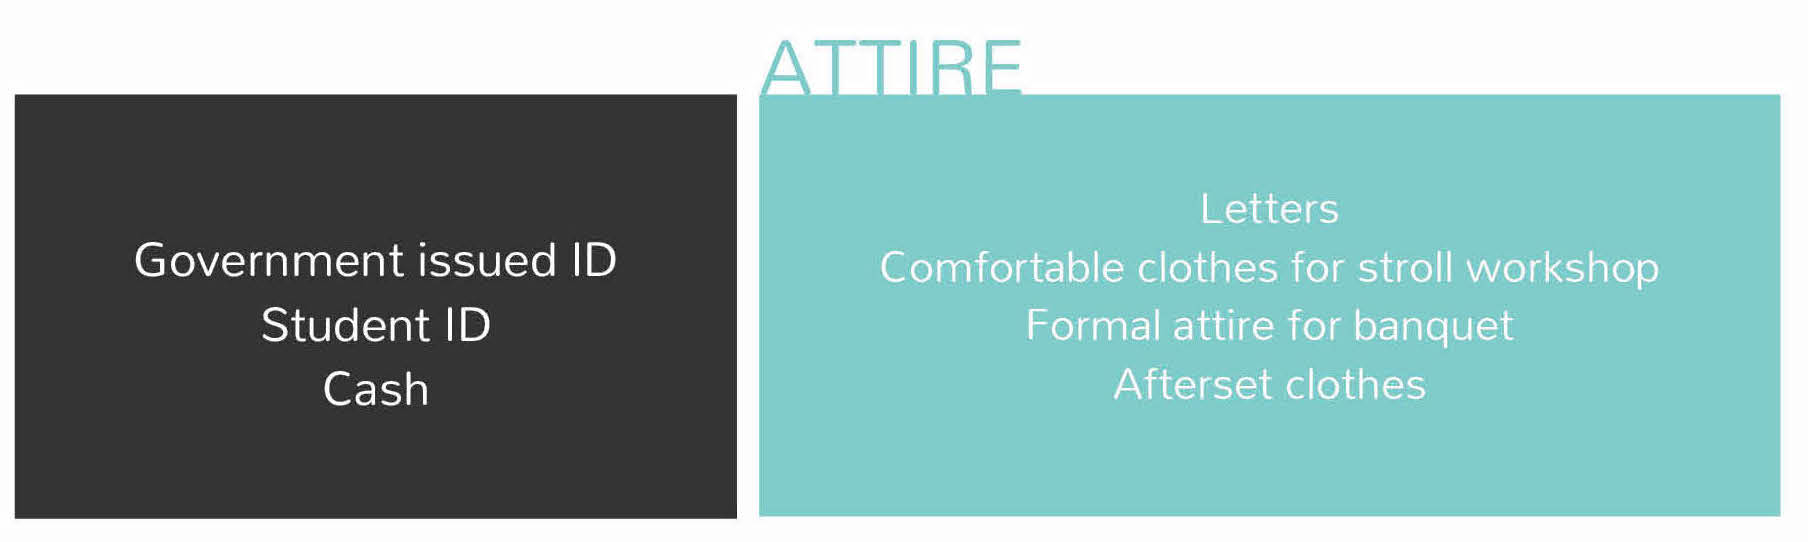 Government issued ID
Student ID
Cash
ATTIRE
Letters
Comfortable clothes for stroll workshop
Formal attire for banquet
Afterset clothes